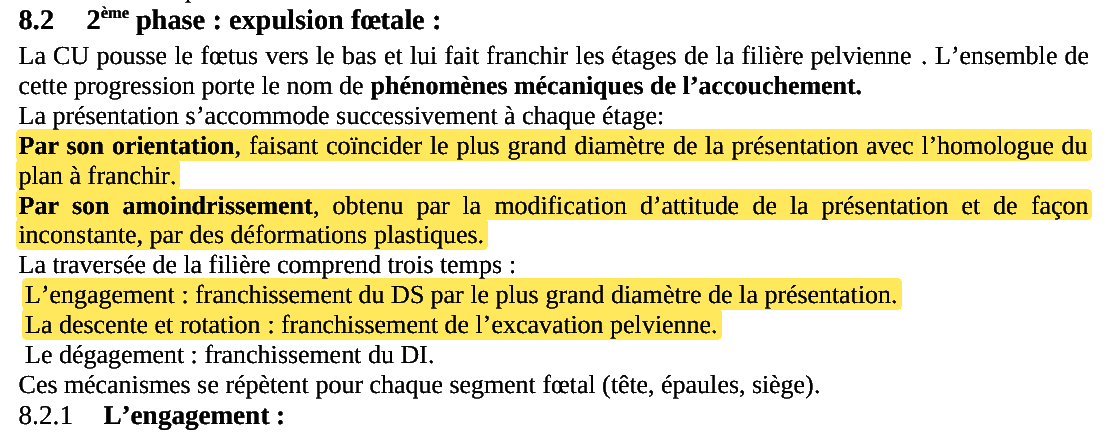 8.2 2ème phase : expulsion fœtale :
La CU pousse le fœtus vers le bas et lui fait franchir les étages de la filière pelvienne . L’ensemble de
cette progression porte le nom de phénomènes mécaniques de l’accouchement.
La présentation s’accommode successivement à chaque étage:
Par son orientation, faisant coïncider le plus grand diamètre de la présentation avec l’homologue du
plan à franchir.
Par son amoindrissement, obtenu par la modification d’attitude de la présentation et de façon
inconstante, par des déformations plastiques.
La traversée de la filière comprend trois temps :
L’engagement : franchissement du DS par le plus grand diamètre de la présentation.
La descente et rotation : franchissement de l’excavation pelvienne.
Le dégagement : franchissement du DI.
Ces mécanismes se répètent pour chaque segment fœtal (tête, épaules, siège).
8.2.1 L’engagement :